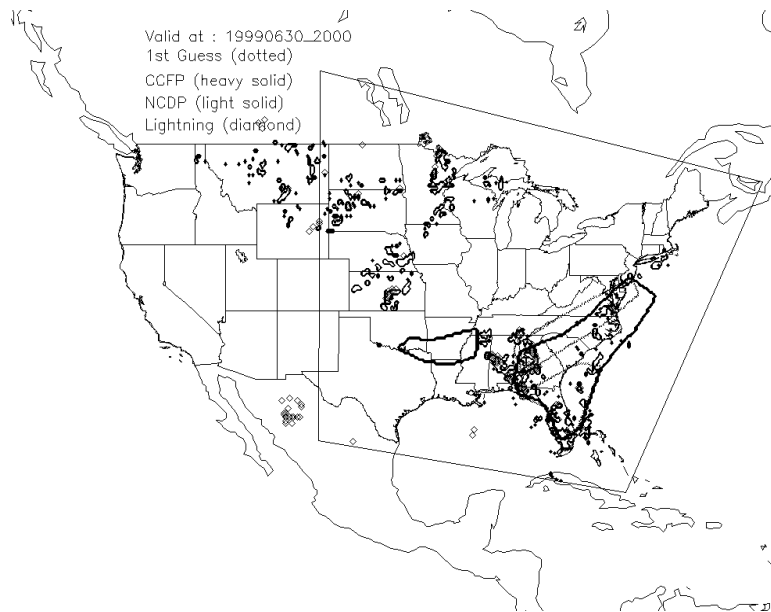 Valid at : 19990630_2000
1st Guess (dotted)
CCFP (heavy solid)
NCDP (light solid)
Lightning (diamond)